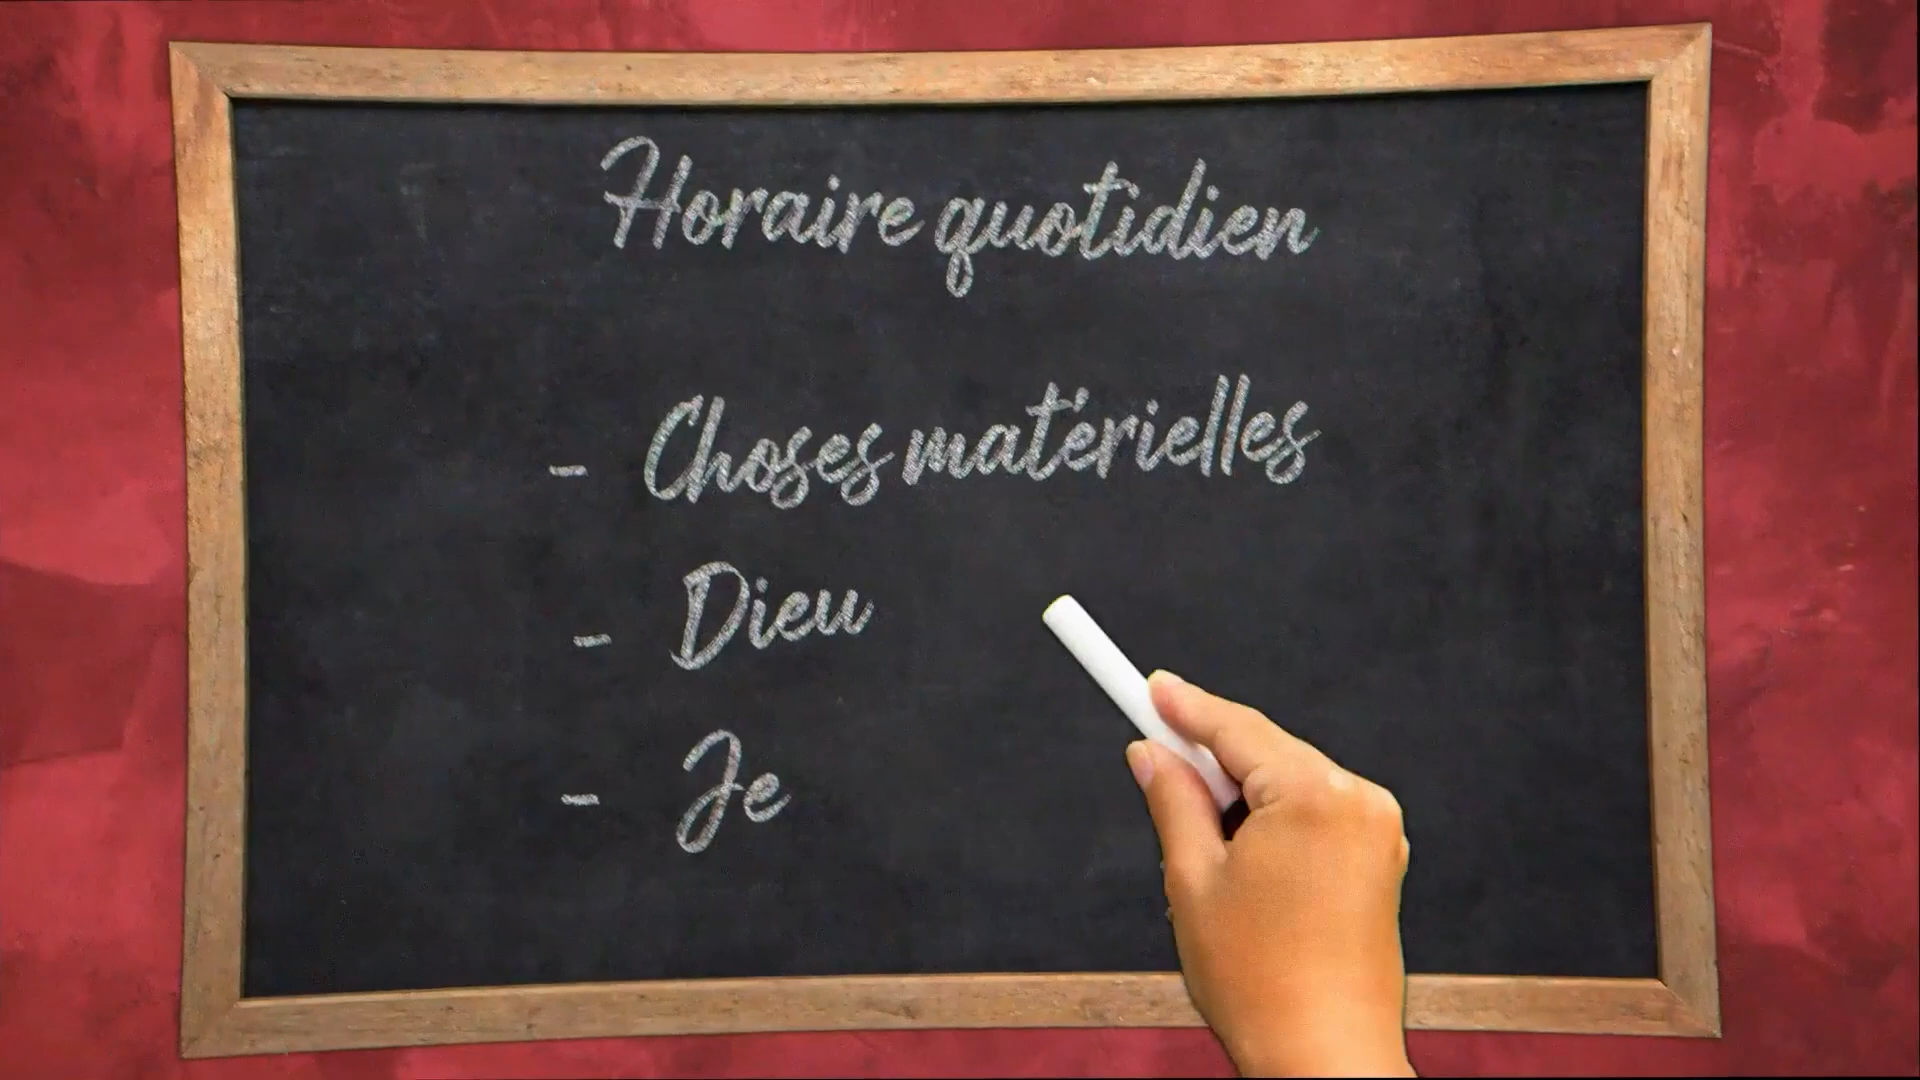 Horaire quotidien
- Choses matérielles
- Dieu
- Je